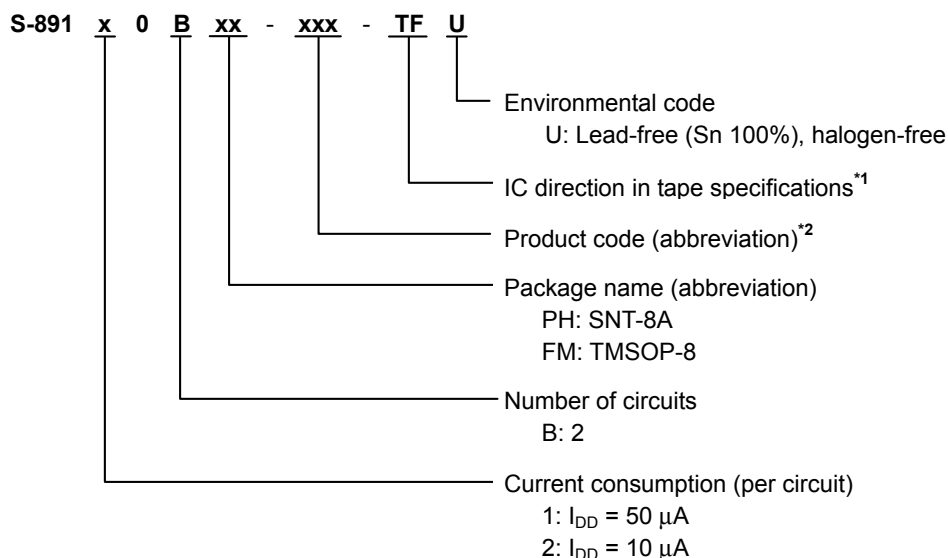 S-891 x 0 B xx - xxx - TF U
Environmental code
U: Lead-free (Sn 100%), halogen-free
IC direction in tape specifications*1
Product code (abbreviation)*2
Package name (abbreviation)
PH: SNT-8A
FM: TMSOP-8
Number of circuits
B: 2
Current consumption (per circuit)
1: IDD = 50 μA
2: IDD = 10 μA